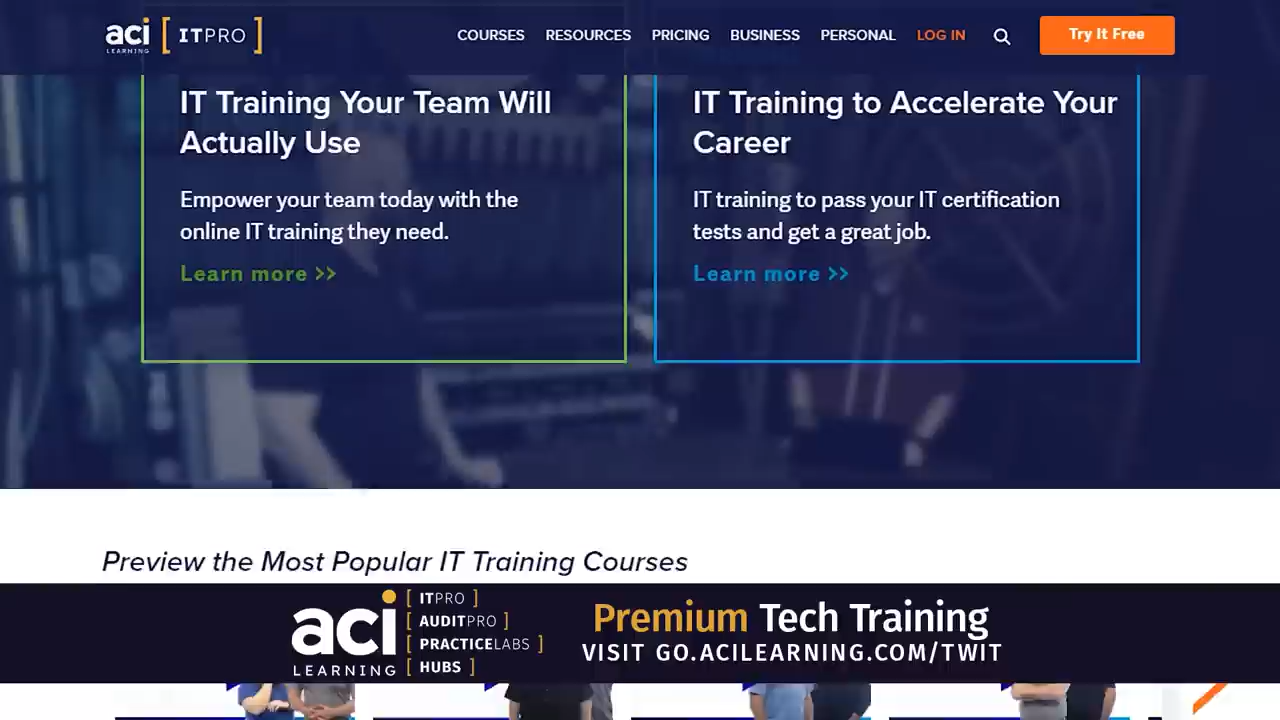 aci LEARNING [ ITPRO ]
COURSES RESOURCES PRICING BUSINESS PERSONAL LOG IN Try It Free
IT Training Your Team Will
Actually Use
Empower your team today with the
online IT training they need.
Learn more >>
IT Training to Accelerate Your
Career
IT training to pass your IT certification
tests and get a great job.
Learn more >>
Preview the Most Popular IT Training Courses
aci
LEARNING
[ ITPRO ]
[ AUDITPRO ]
[ PRACTICELABS ]
[ HUBS ]
Premium Tech Training
VISIT GO.ACILEARNING.COM/TWIT